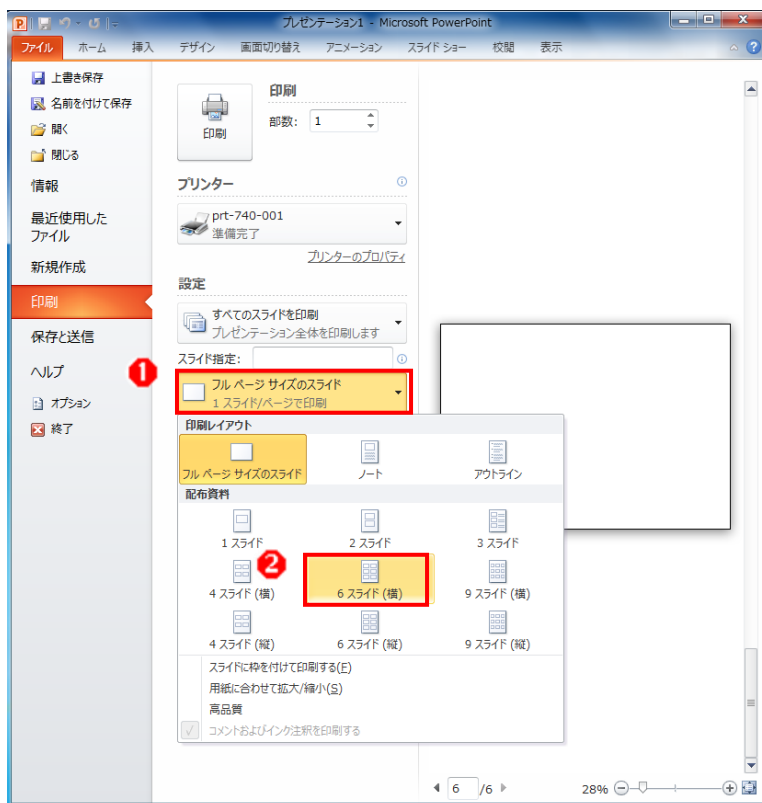 プレゼンテーション1 - Microsoft PowerPoint
ファイル ホーム 挿入 デザイン 画面切り替え アニメーション スライド ショー 校閲 表示
上書き保存
名前を付けて保存
開く
閉じる
情報
最近使用した
ファイル
新規作成
印刷
保存と送信
ヘルプ
オプション
終了
印刷
印刷
部数: 1
プリンター
prt-740-001
準備完了
プリンターのプロパティ
設定
すべてのスライドを印刷
プレゼンテーション全体を印刷します
スライド指定:
1
フル ページ サイズのスライド
1 スライド/ページで印刷
印刷レイアウト
フル ページ サイズのスライド ノート アウトライン
配布資料
1 スライド 2 スライド 3 スライド
2
4 スライド (横) 6 スライド (横) 9 スライド (横)
4 スライド (縦) 6 スライド (縦) 9 スライド (縦)
スライドに枠を付けて印刷する(F)
用紙に合わせて拡大/縮小(S)
高品質
コメントおよびインク注釈を印刷する
6 /6 28%